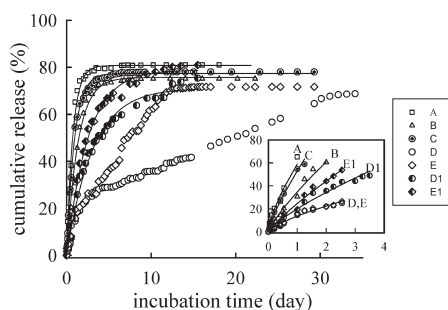 cumulative release (%)
100
80
60
40
20
0
0
10
20
30
incubation time (day)
60
40
20
0
0
1
2
3
4
A
C
B
E1
D1
D,E
A
B
C
D
E
D1
E1